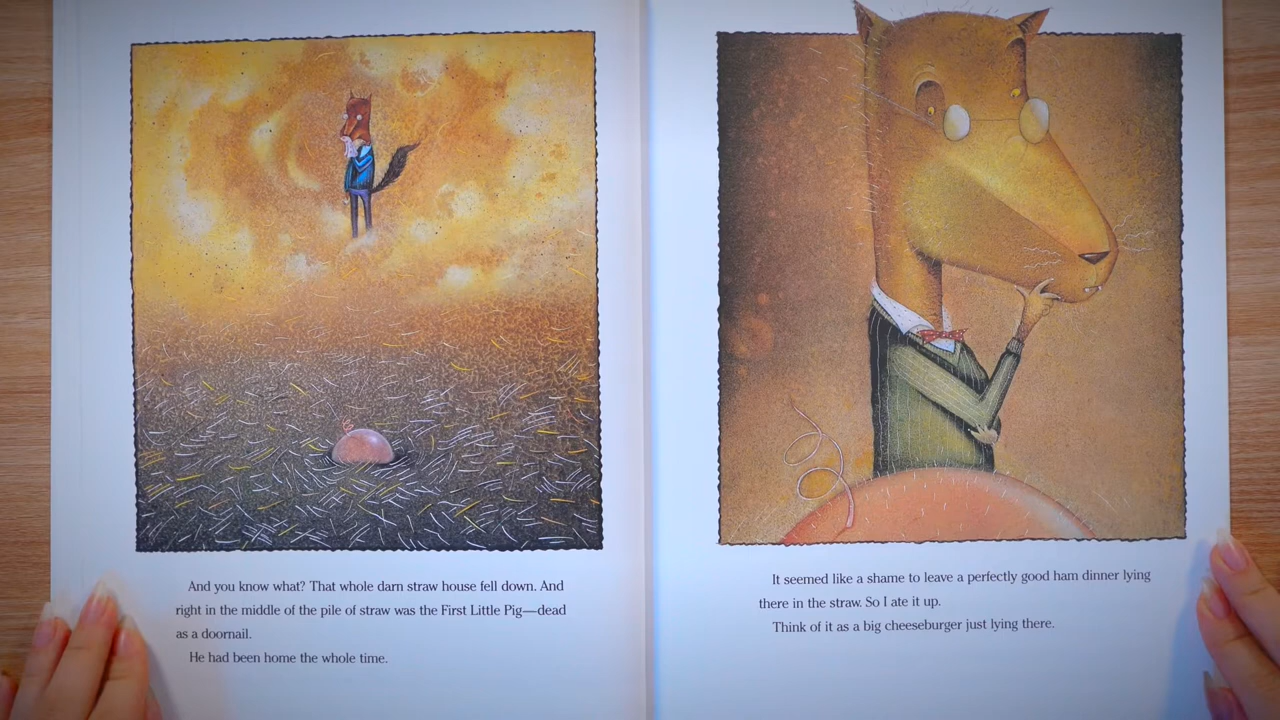 And you know what? That whole darn straw house fell down. And
right in the middle of the pile of straw was the First Little Pig—dead
as a doornail.
He had been home the whole time.
It seemed like a shame to leave a perfectly good ham dinner lying
there in the straw. So I ate it up.
Think of it as a big cheeseburger just lying there.